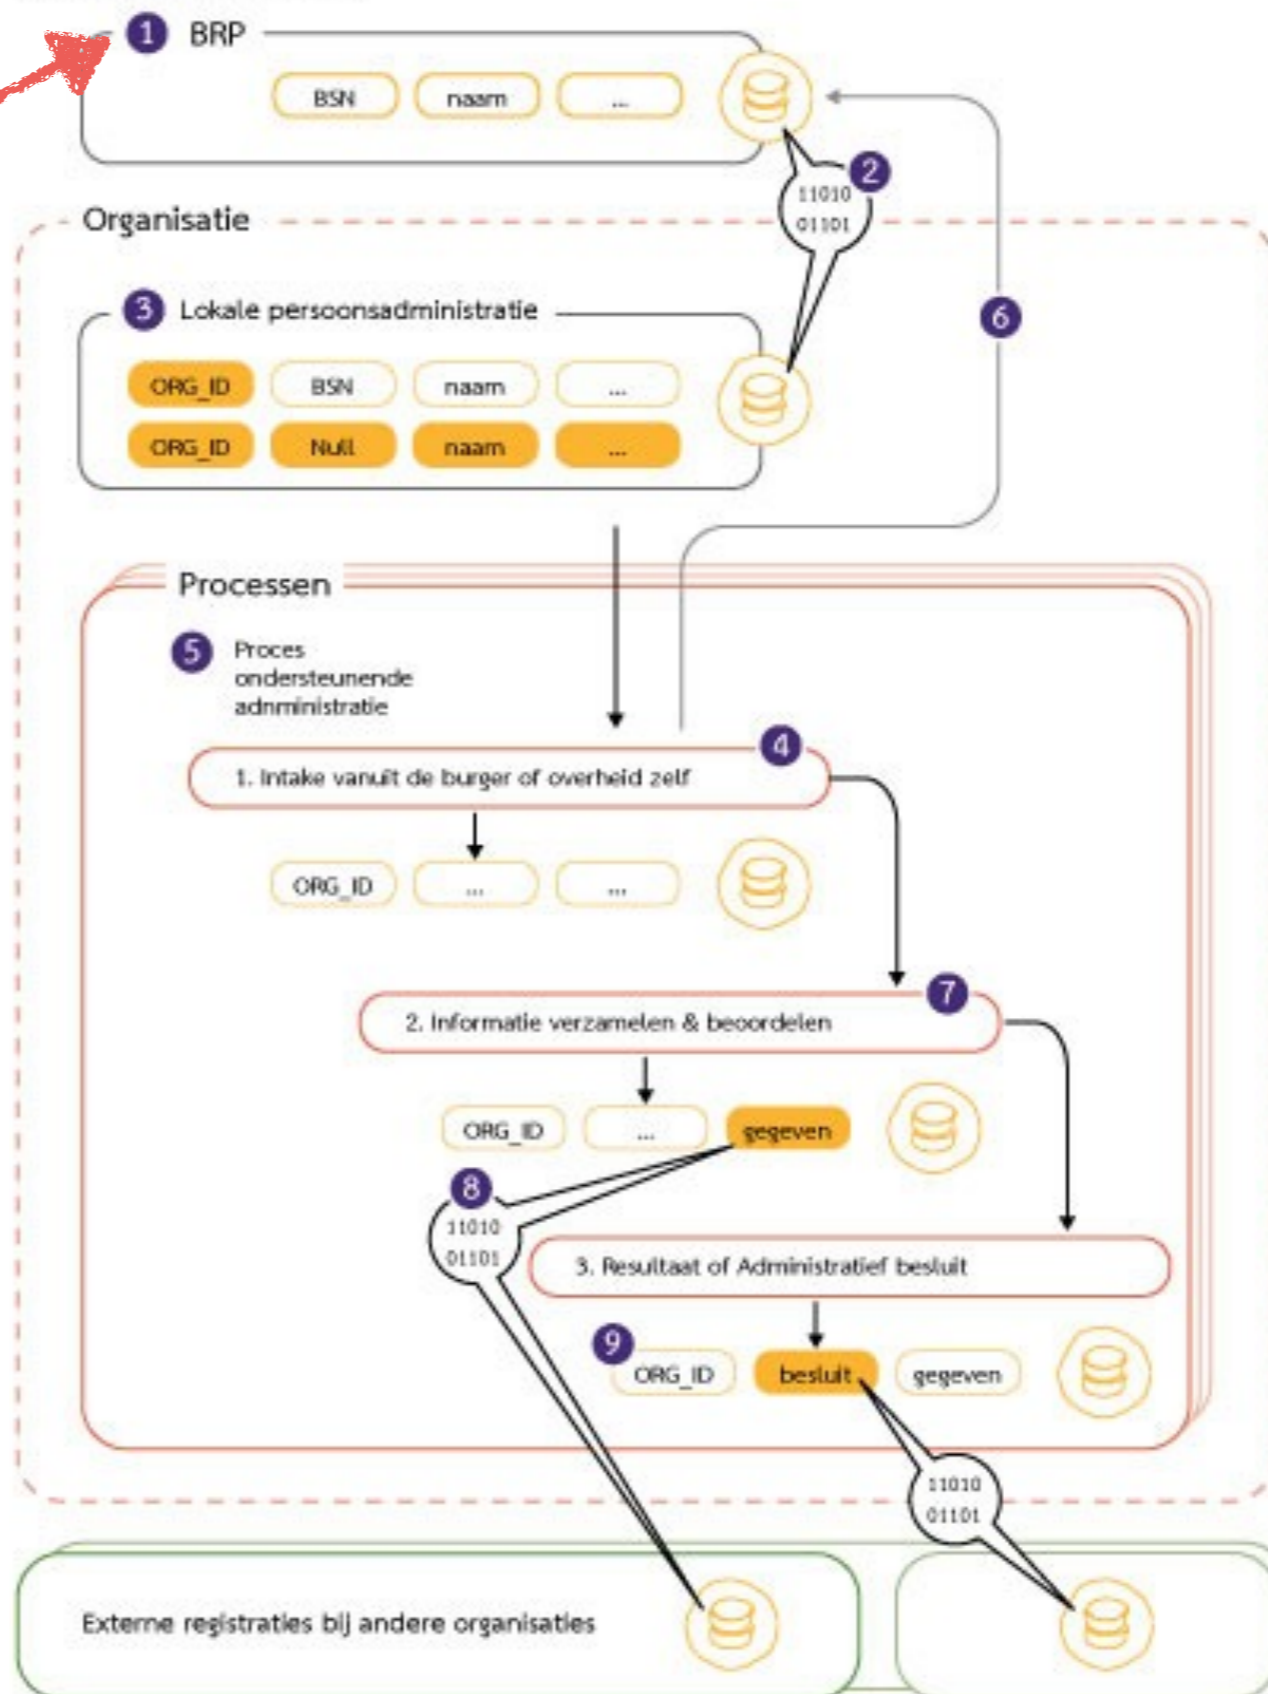 1 BRP
BSN naam ...
2
11010
01101
Organisatie
3 Lokale persoonsadministratie
6
ORG_ID BSN naam ...
ORG_ID Null naam ...
Processen
5 Proces
ondersteunende
adnministratie
4
1. Intake vanuit de burger of overheid zelf
ORG_ID ... ...
7
2. Informatie verzamelen & beoordelen
ORG_ID ... gegeven
8
11010
01101
3. Resultaat of Administratief besluit
9
ORG_ID besluit gegeven
11010
01101
Externe registraties bij andere organisaties